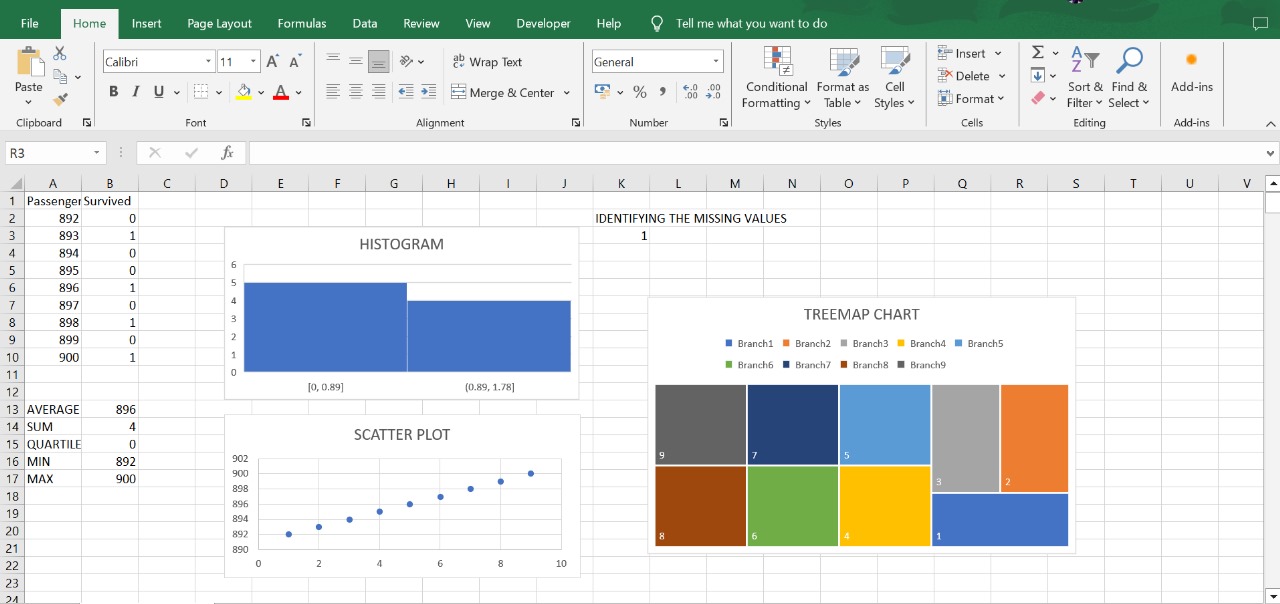 File Home Insert Page Layout Formulas Data Review View Developer Help Tell me what you want to do
Paste
Calibri 11 A A
B I U A
ab Wrap Text
Merge & Center
General
% , .00 .00
Conditional Formatting
Format as Table
Cell Styles
Insert
Delete
Format
Σ
A Z
Sort & Filter
Find & Select
Add-ins
Clipboard Font Alignment Number Styles Cells Editing Add-ins
R3 fx
A B C D E F G H I J K L M N O P Q R S T U V
1 Passenger Survived
2 892 0 IDENTIFYING THE MISSING VALUES
3 893 1 1
4 894 0
5 895 0
6 896 1
7 897 0
8 898 1
9 899 0
10 900 1
11
12
13 AVERAGE 896
14 SUM 4
15 QUARTILE 0
16 MIN 892
17 MAX 900
18
19
20
21
22
23
24
HISTOGRAM
6
5
4
3
2
1
0
[0, 0.89] (0.89, 1.78]
SCATTER PLOT
902
900
898
896
894
892
890
0 2 4 6 8 10
TREEMAP CHART
Branch1 Branch2 Branch3 Branch4 Branch5
Branch6 Branch7 Branch8 Branch9
9 7 5
3 2
8 6 4 1